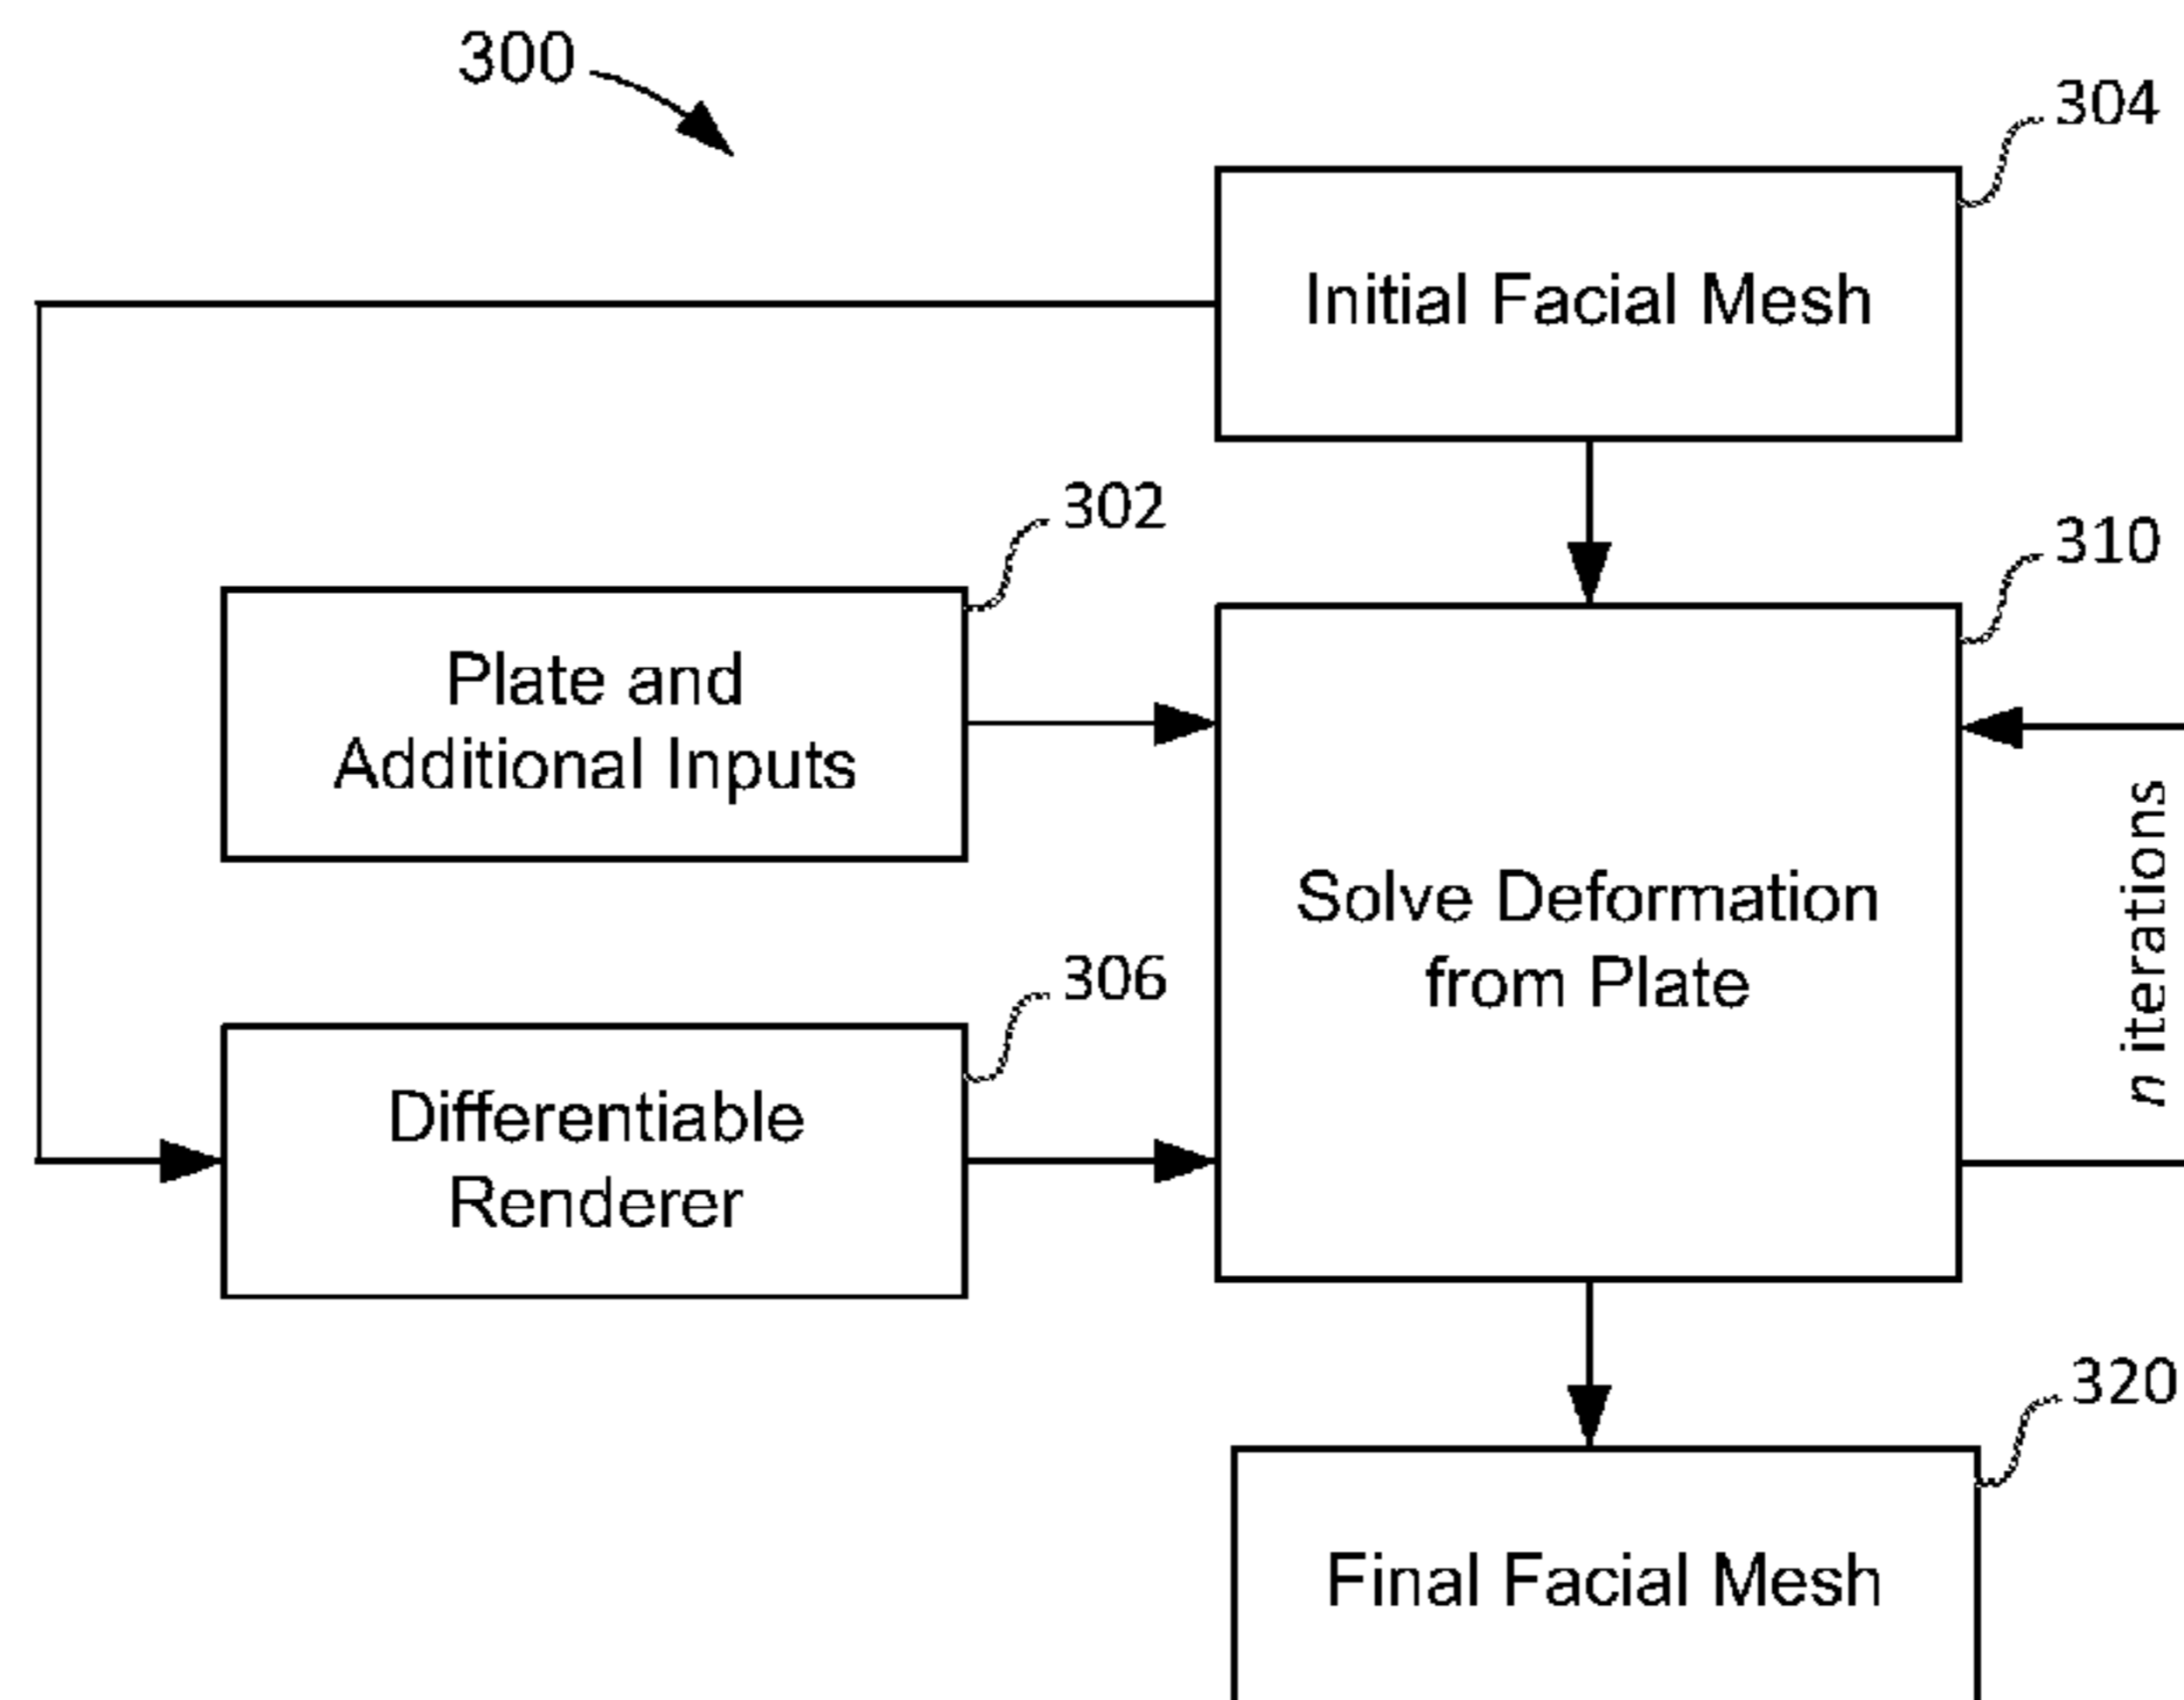 300
304
Initial Facial Mesh
302
310
Plate and
Additional Inputs
Solve Deformation
from Plate
n iterations
306
Differentiable
Renderer
320
Final Facial Mesh